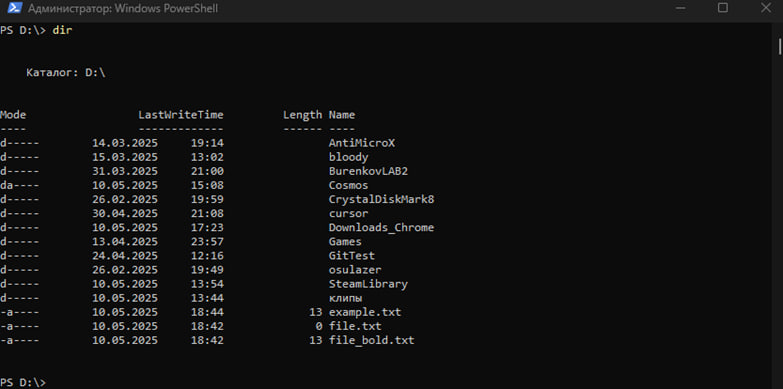 Администратор: Windows PowerShell
PS D:\> dir
Каталог: D:\
Mode LastWriteTime Length Name
---- ------------- ------ ----
d----- 14.03.2025 19:14 AntiMicroX
d----- 15.03.2025 13:02 bloody
d----- 31.03.2025 21:00 BurenkovLAB2
da---- 10.05.2025 15:08 Cosmos
d----- 26.02.2025 19:59 CrystalDiskMark8
d----- 30.04.2025 21:08 cursor
d----- 10.05.2025 17:23 Downloads_Chrome
d----- 13.04.2025 23:57 Games
d----- 24.04.2025 12:16 GitTest
d----- 26.02.2025 19:49 osulazer
d----- 10.05.2025 13:54 SteamLibrary
d----- 10.05.2025 13:44 клипы
-a---- 10.05.2025 18:44 13 example.txt
-a---- 10.05.2025 18:42 0 file.txt
-a---- 10.05.2025 18:42 13 file_bold.txt
PS D:\>